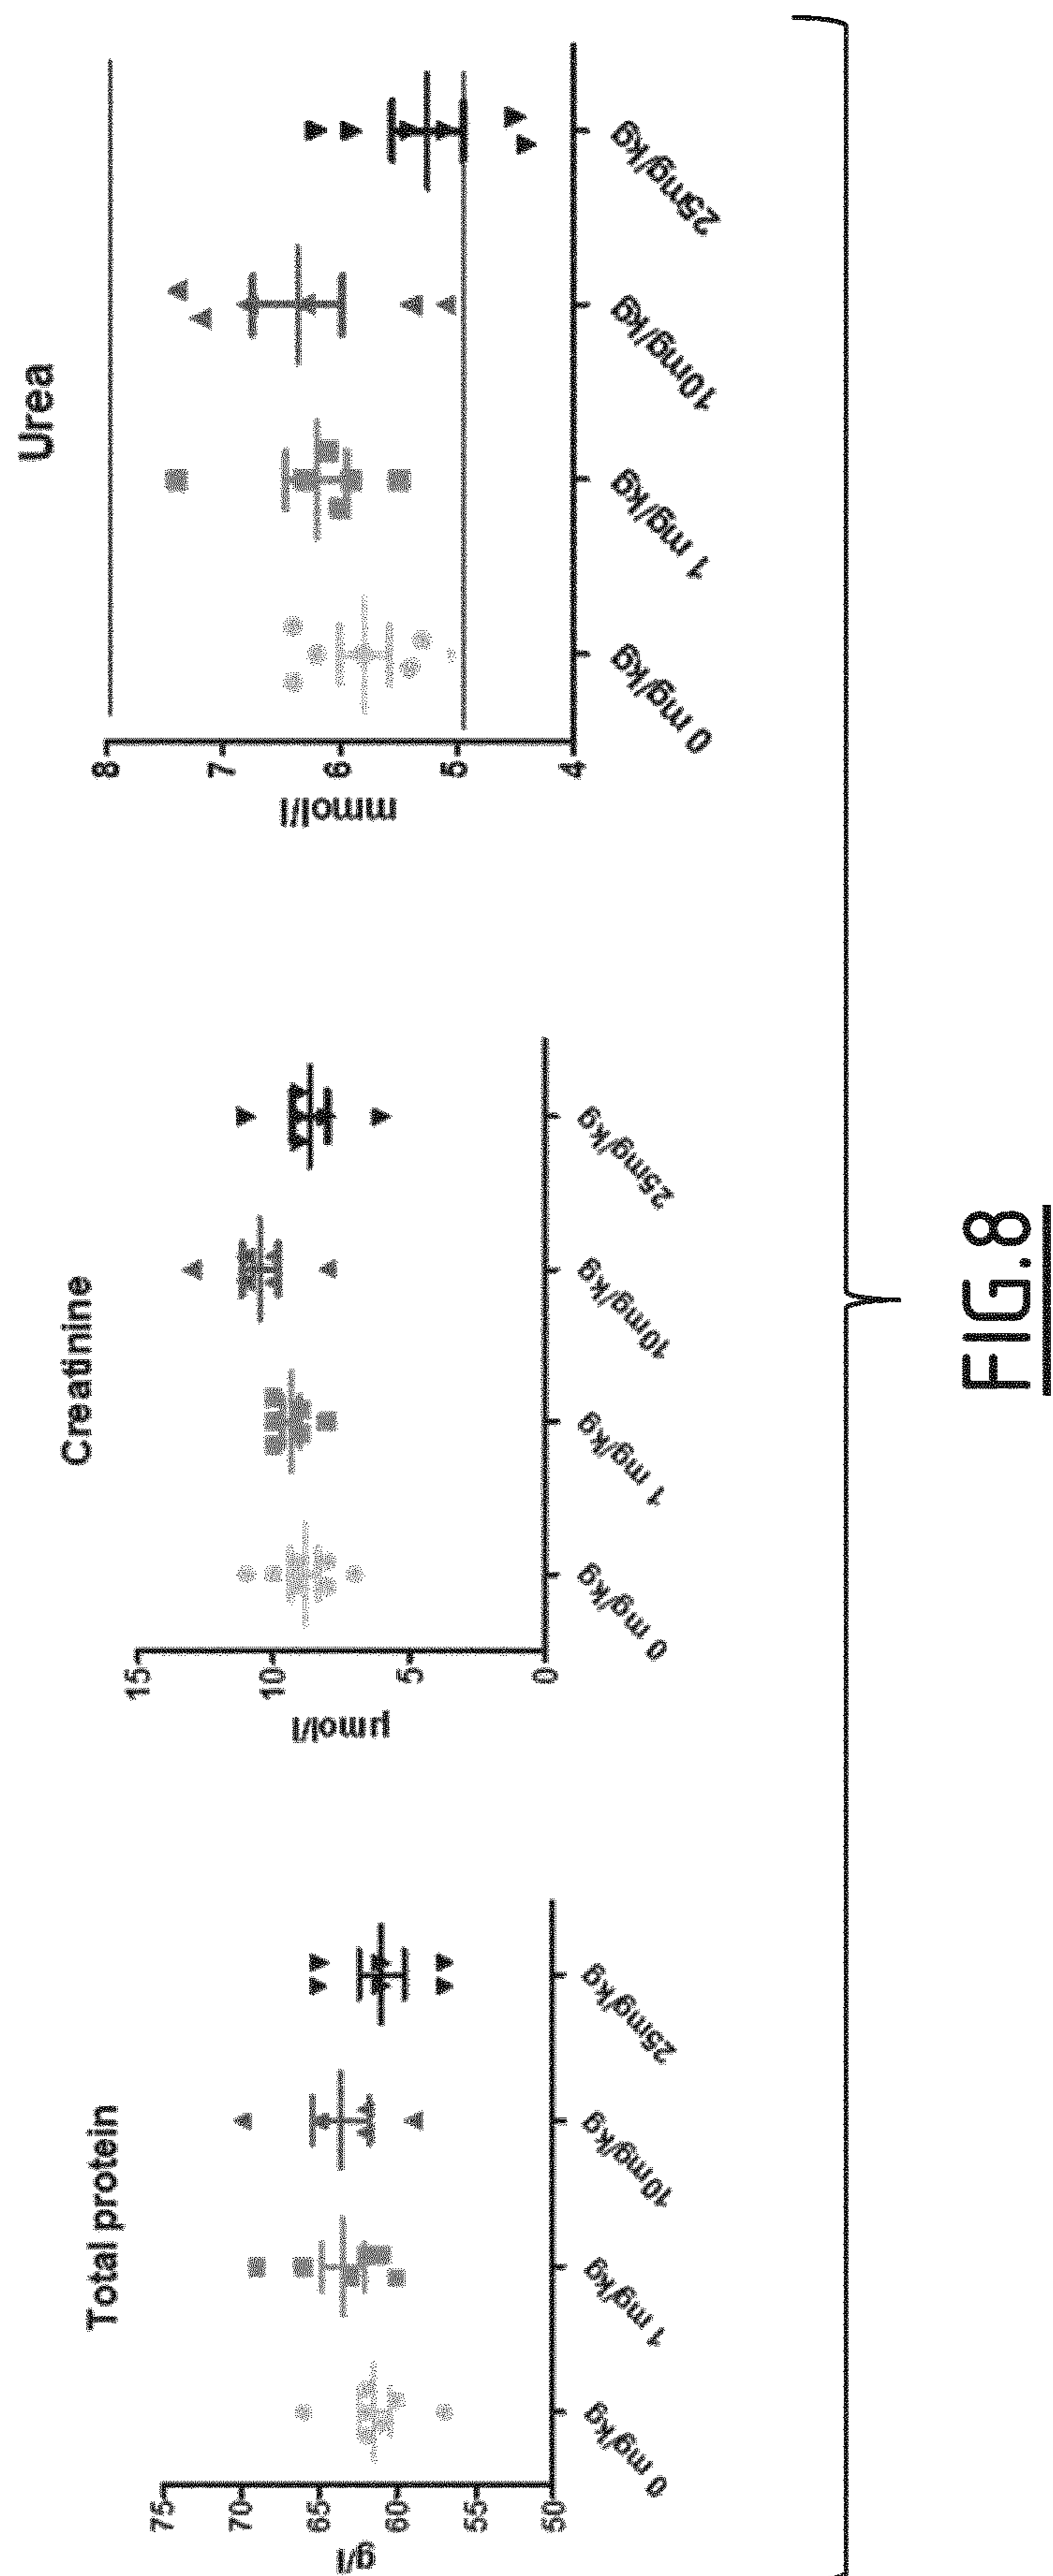 Total protein
g/l
75
70
65
60
55
50
0 mg/kg
1 mg/kg
10mg/kg
25mg/kg
Creatinine
µmol/l
15
10
5
0
0 mg/kg
1 mg/kg
10mg/kg
25mg/kg
Urea
mmol/l
8
7
6
5
4
0 mg/kg
1 mg/kg
10mg/kg
25mg/kg
FIG.8